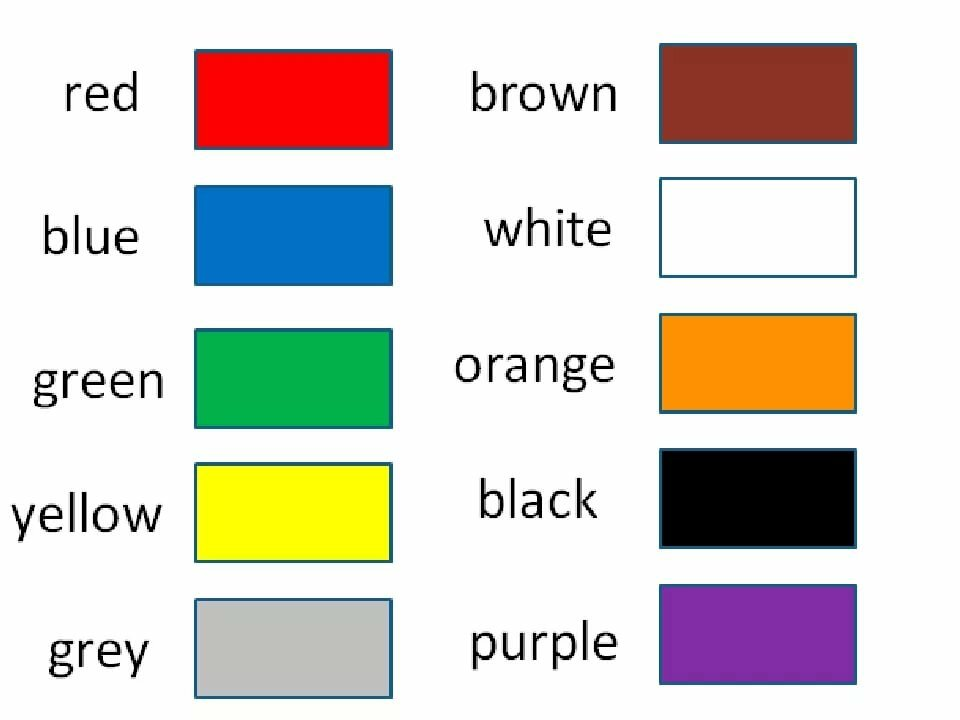 red
blue
green
yellow
grey
brown
white
orange
black
purple